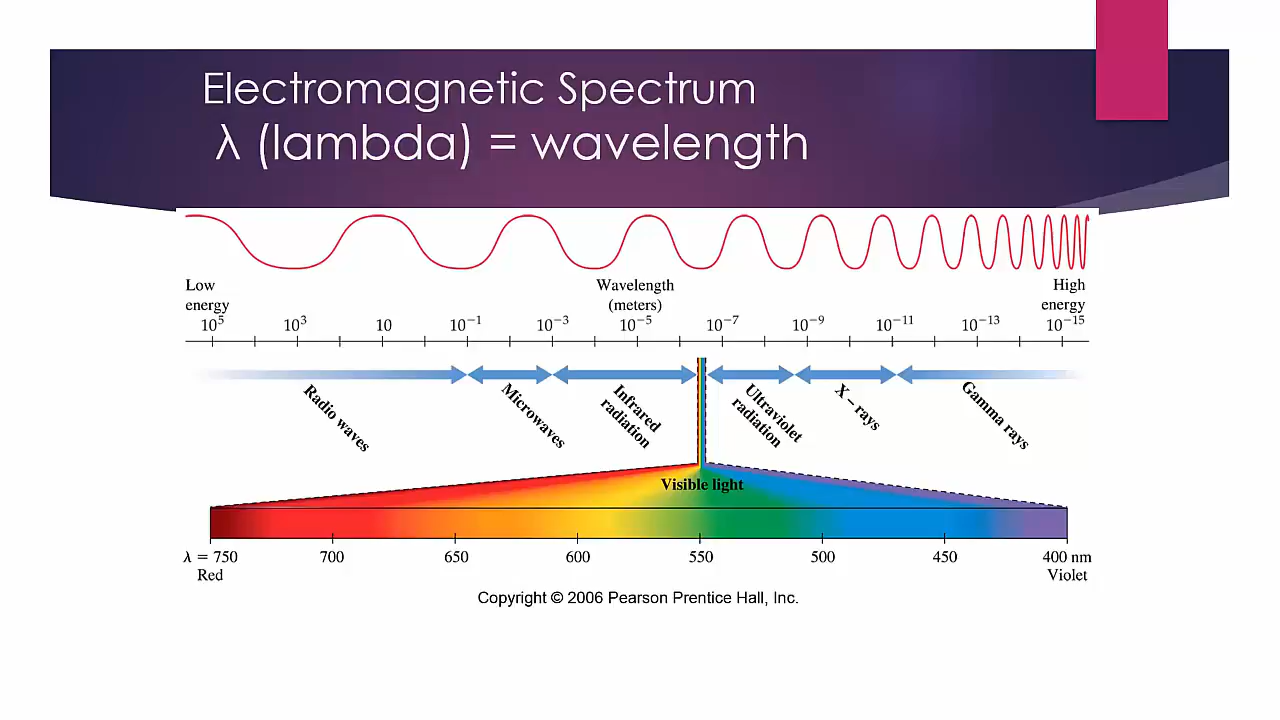 Electromagnetic Spectrum
λ (lambda) = wavelength
Low
energy
Wavelength
(meters)
High
energy
10⁵ 10³ 10 10⁻¹ 10⁻³ 10⁻⁵ 10⁻⁷ 10⁻⁹ 10⁻¹¹ 10⁻¹³ 10⁻¹⁵
Radio waves
Microwaves
Infrared
radiation
Ultraviolet
radiation
X – rays
Gamma rays
Visible light
λ = 750 700 650 600 550 500 450 400 nm
Red Violet
Copyright © 2006 Pearson Prentice Hall, Inc.